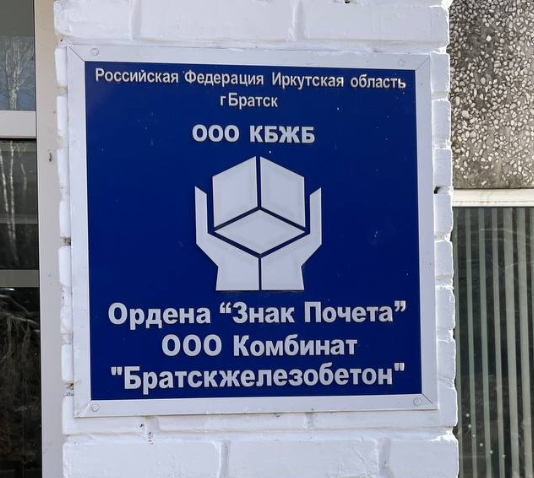 Российская Федерация Иркутская область
гБратск
ООО КБЖБ
Ордена “Знак Почета”
ООО Комбинат
"Братскжелезобетон"